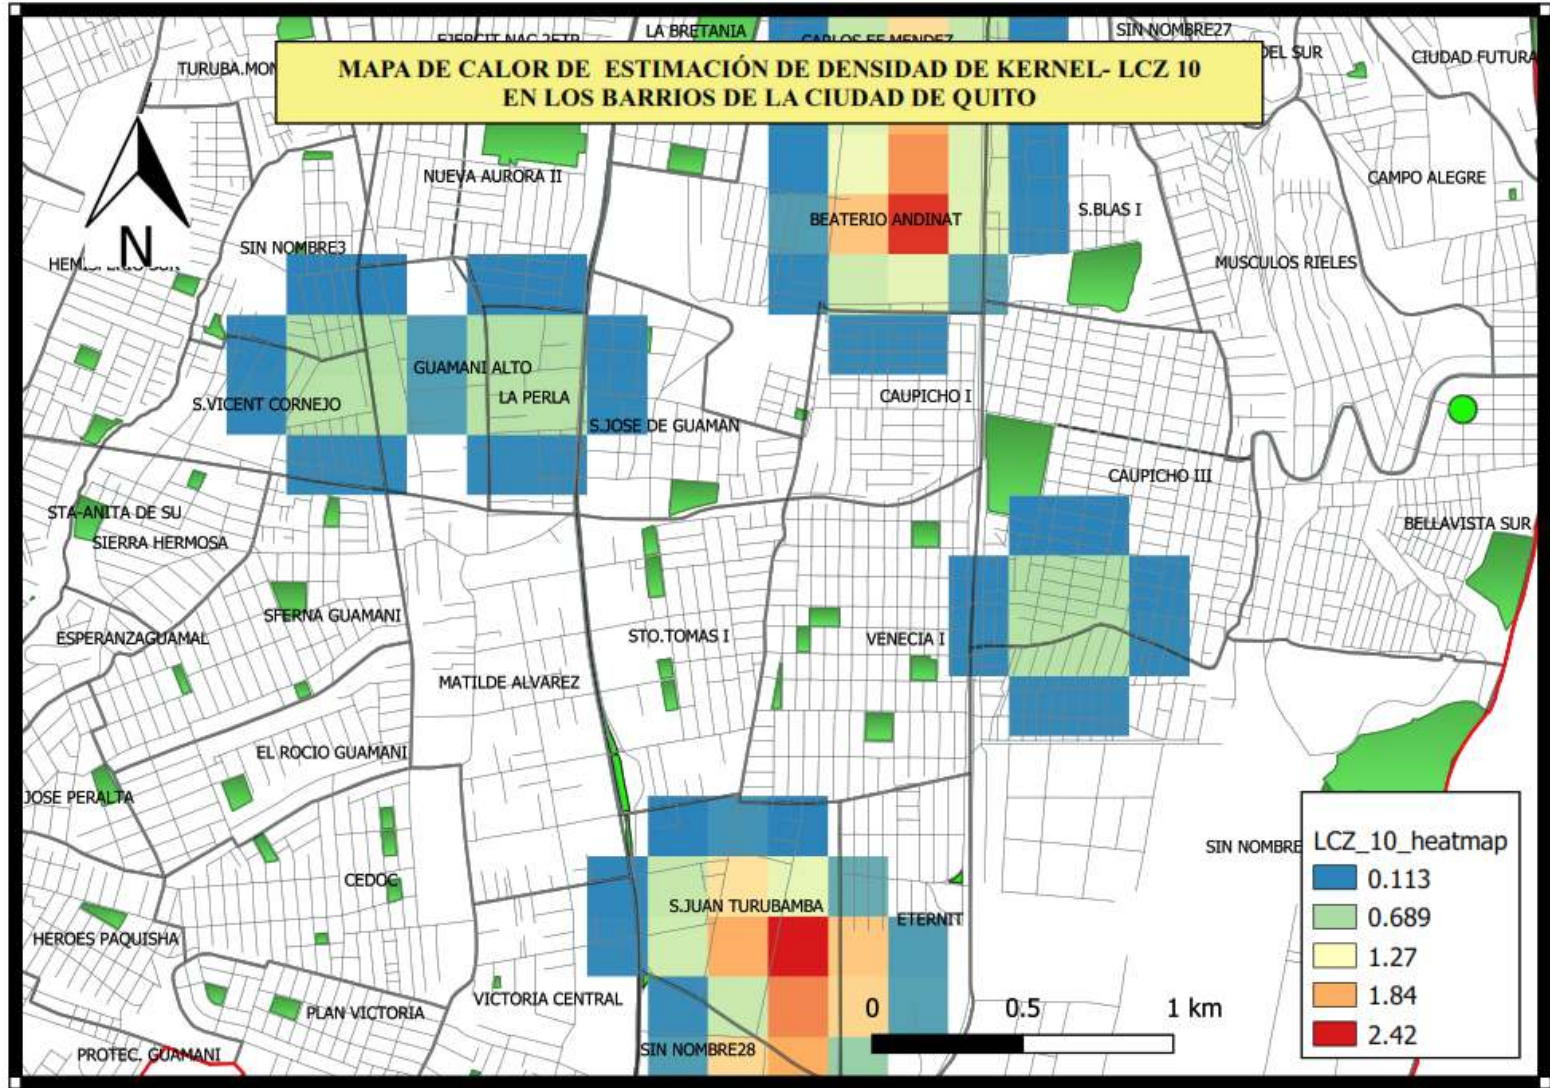 LA BRETANIA
SIN NOMBRE27
DEL SUR
CIUDAD FUTURA
TURUBA.MON
MAPA DE CALOR DE ESTIMACIÓN DE DENSIDAD DE KERNEL- LCZ 10
EN LOS BARRIOS DE LA CIUDAD DE QUITO
NUEVA AURORA II
CAMPO ALEGRE
N
SIN NOMBRE3
BEATERIO ANDINAT
S.BLAS I
MUSCULOS RIELES
GUAMANI ALTO
LA PERLA
S.VICENT CORNEJO
CAUPICHO I
S.JOSE DE GUAMAN
CAUPICHO III
STA-ANITA DE SU
SIERRA HERMOSA
BELLAVISTA SUR
SFERNA GUAMANI
ESPERANZAGUAMAL
STO.TOMAS I
VENECIA I
MATILDE ALVAREZ
EL ROCIO GUAMANI
JOSE PERALTA
SIN NOMBRE
CEDOC
S.JUAN TURUBAMBA
ETERNIT
HEROES PAQUISHA
VICTORIA CENTRAL
PLAN VICTORIA
SIN NOMBRE28
PROTEC. GUAMANI
0 0.5 1 km
LCZ_10_heatmap
0.113
0.689
1.27
1.84
2.42